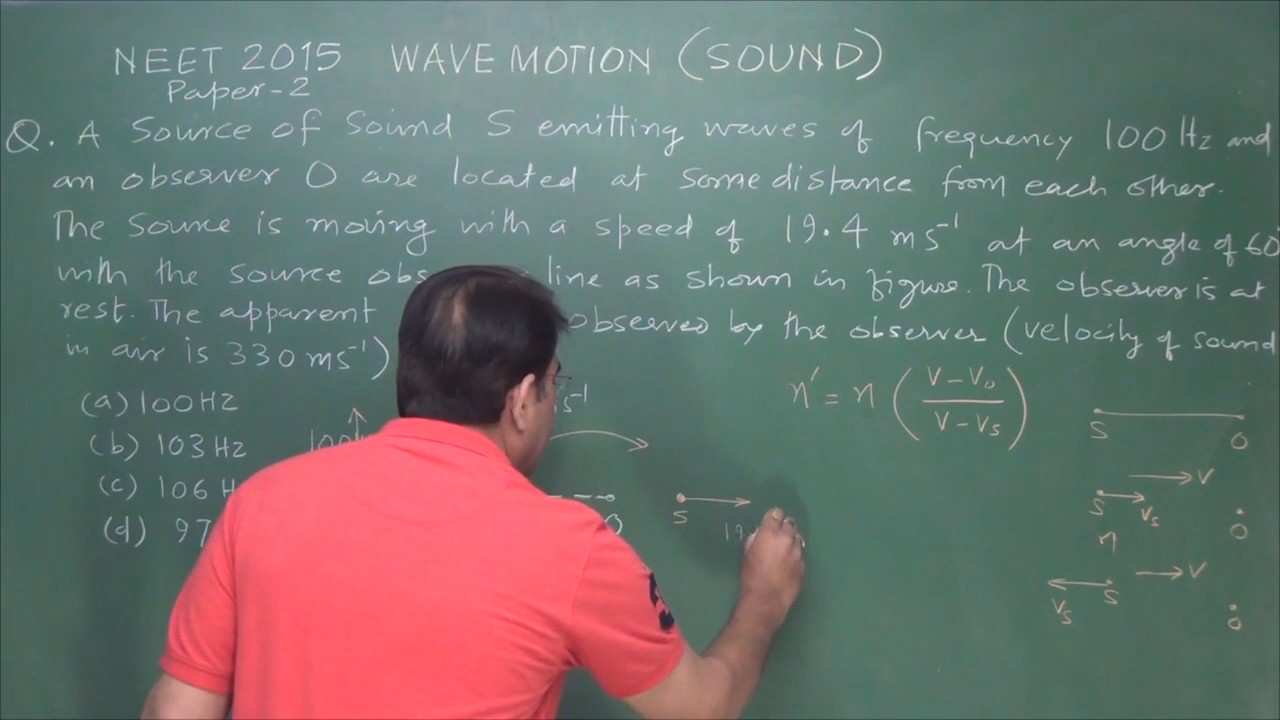 NEET 2015 WAVE MOTION (SOUND)
Paper-2
Q. A Source of Sound S emitting waves of frequency 100 Hz and
an observer O are located at some distance from each other.
The source is moving with a speed of 19.4 ms⁻¹ at an angle of 60°
with the source line as shown in figure. The observer is at
rest. The apparent observed by the observer (velocity of sound
in air is 330 ms⁻¹)
(a) 100 Hz
(b) 103 Hz
(c) 106 H
(d) 97
100
s⁻¹
O
S
19
n' = n ( V - V₀ / V - Vs )
S O
V
S Vs
n O
V
Vs S
O